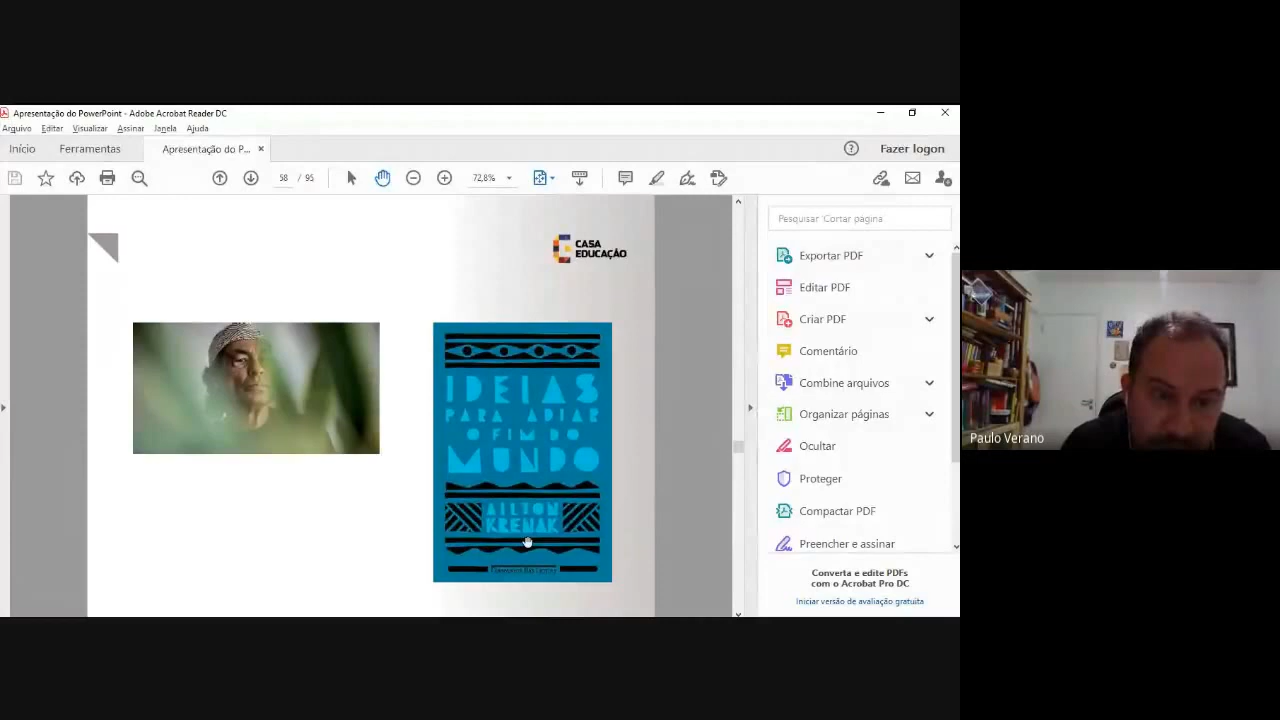 Apresentação do PowerPoint - Adobe Acrobat Reader DC
Arquivo Editar Visualizar Assinar Janela Ajuda
Início Ferramentas Apresentação do P... Fazer logon
58 / 95 72,8%
Pesquisar 'Cortar página
CASA
EDUCAÇÃO
Exportar PDF
Editar PDF
Criar PDF
Comentário
Combine arquivos
Organizar páginas
Ocultar
Proteger
Compactar PDF
Preencher e assinar
Converta e edite PDFs
com o Acrobat Pro DC
Iniciar versão de avaliação gratuita
IDEIAS
PARA ADIAR
O FIM DO
MUNDO
AILTON
KRENAK
Paulo Verano